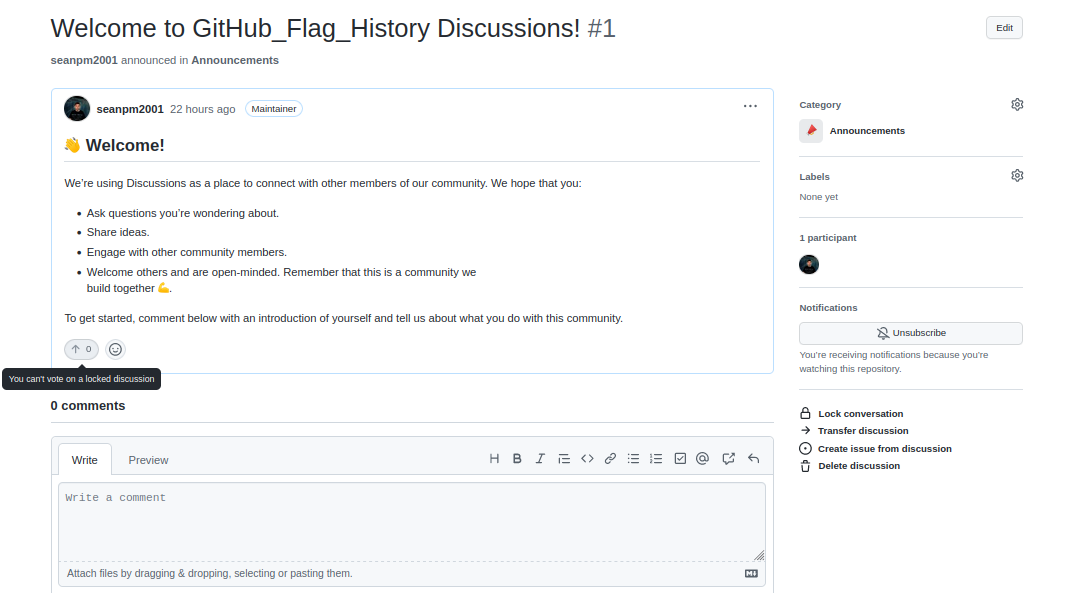 Welcome to GitHub_Flag_History Discussions! #1
Edit
seanpm2001 announced in Announcements
seanpm2001 22 hours ago Maintainer
👋 Welcome!
We’re using Discussions as a place to connect with other members of our community. We hope that you:
• Ask questions you’re wondering about.
• Share ideas.
• Engage with other community members.
• Welcome others and are open-minded. Remember that this is a community we
build together 💪.
To get started, comment below with an introduction of yourself and tell us about what you do with this community.
0
You can't vote on a locked discussion
0 comments
Write Preview
Write a comment
Attach files by dragging & dropping, selecting or pasting them.
Category
Announcements
Labels
None yet
1 participant
Notifications
Unsubscribe
You’re receiving notifications because you’re
watching this repository.
Lock conversation
Transfer discussion
Create issue from discussion
Delete discussion